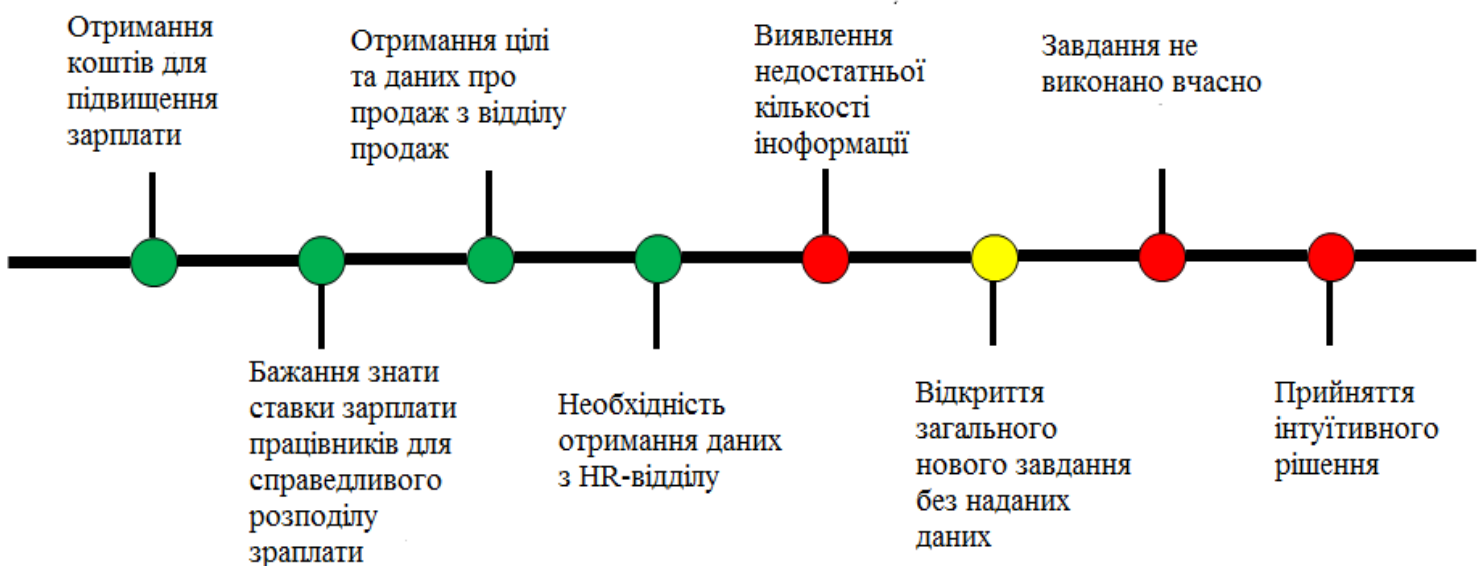 Отримання
коштів для
підвищення
зарплати
Бажання знати
ставки зарплати
працівників для
справедливого
розподілу
зраплати
Отримання цілі
та даних про
продаж з відділу
продаж
Необхідність
отримання даних
з HR-відділу
Виявлення
недостатньої
кількості
іноформації
Відкриття
загального
нового завдання
без наданих
даних
Завдання не
виконано вчасно
Прийняття
інтуїтивного
рішення